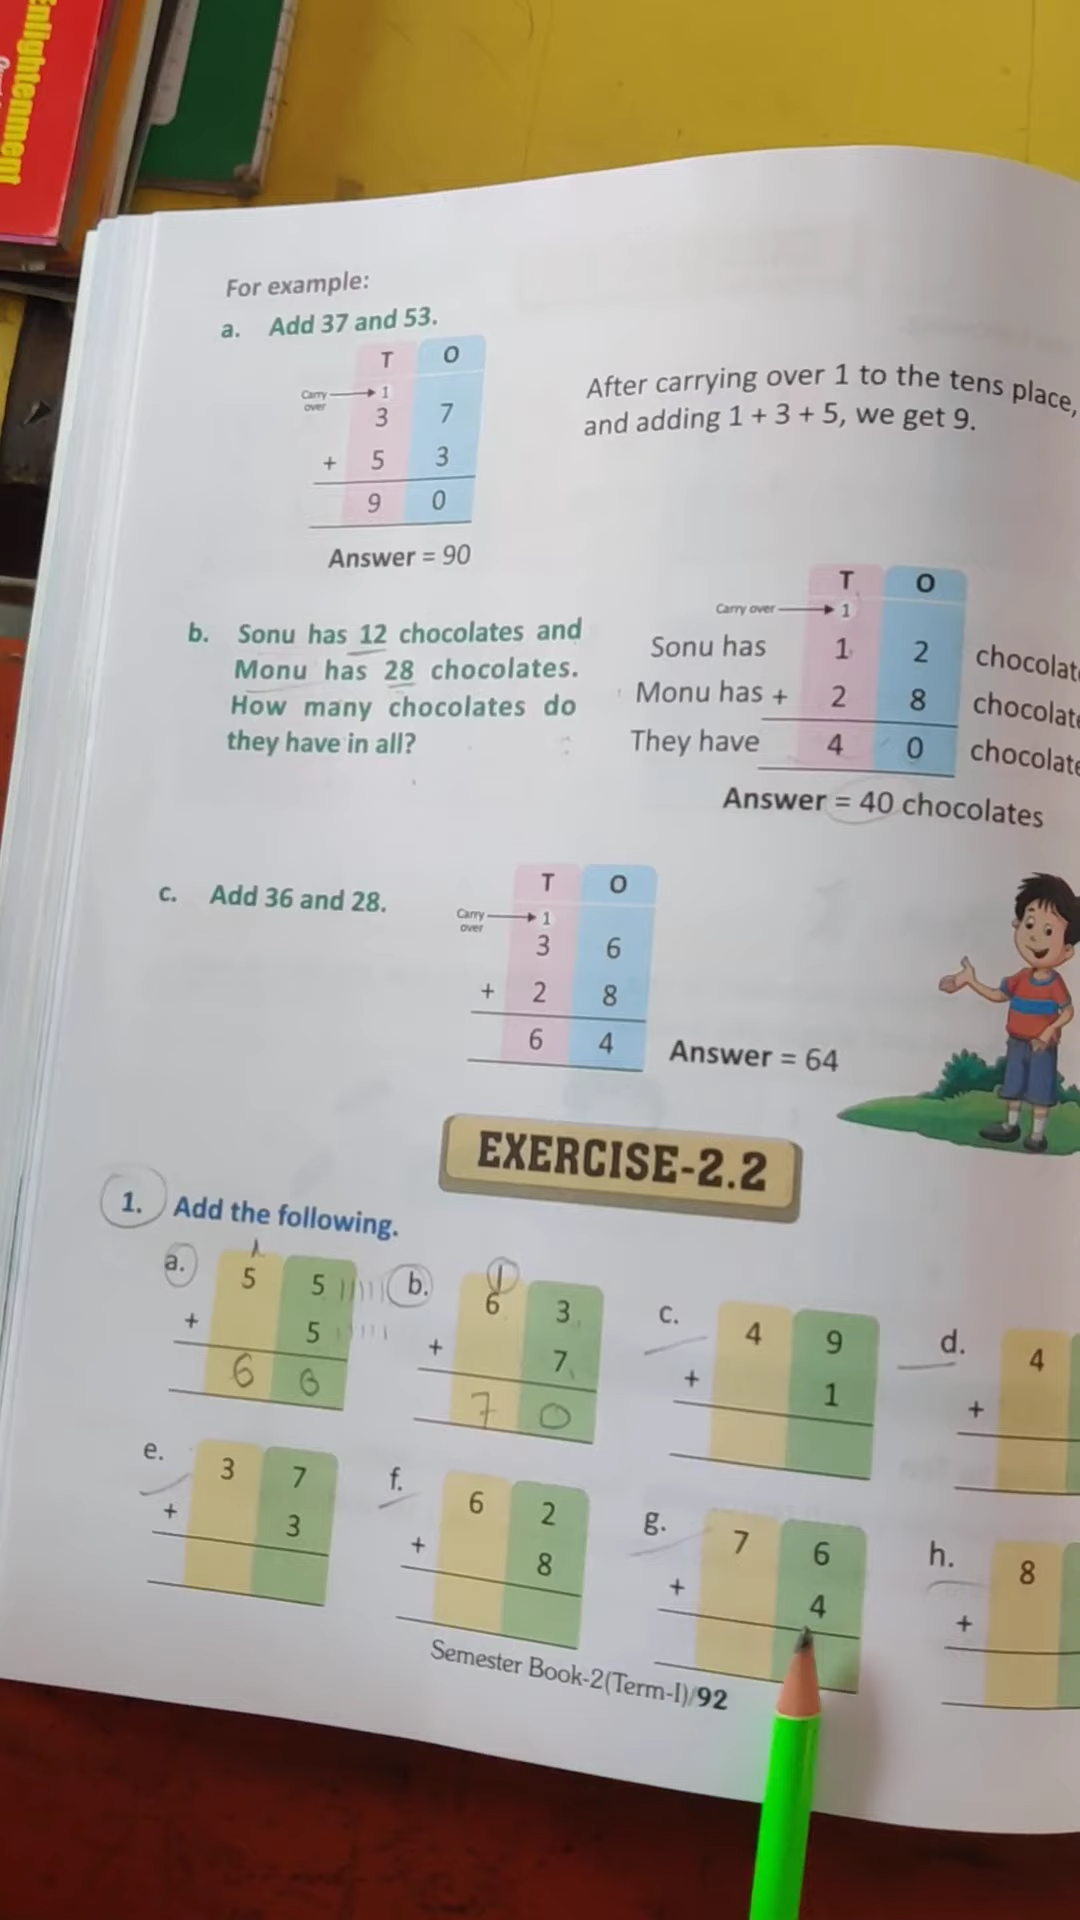 Enlightenment
For example:
a. Add 37 and 53.
T O
Carry over 1
3 7
+ 5 3
9 0
Answer = 90
After carrying over 1 to the tens place,
and adding 1 + 3 + 5, we get 9.
b. Sonu has 12 chocolates and
Monu has 28 chocolates.
How many chocolates do
they have in all?
T O
Carry over 1
Sonu has 1 2 chocolate
Monu has + 2 8 chocolate
They have 4 0 chocolate
Answer = 40 chocolates
c. Add 36 and 28.
T O
Carry over 1
3 6
+ 2 8
6 4
Answer = 64
EXERCISE-2.2
1. Add the following.
a. 1
5 5
+ 5
6 0
b. 1
6 3
+ 7
7 0
c. 4 9
+ 1
d. 4
+
e. 3 7
+ 3
f. 6 2
+ 8
g. 7 6
+ 4
h. 8
+
Semester Book-2(Term-I)/92